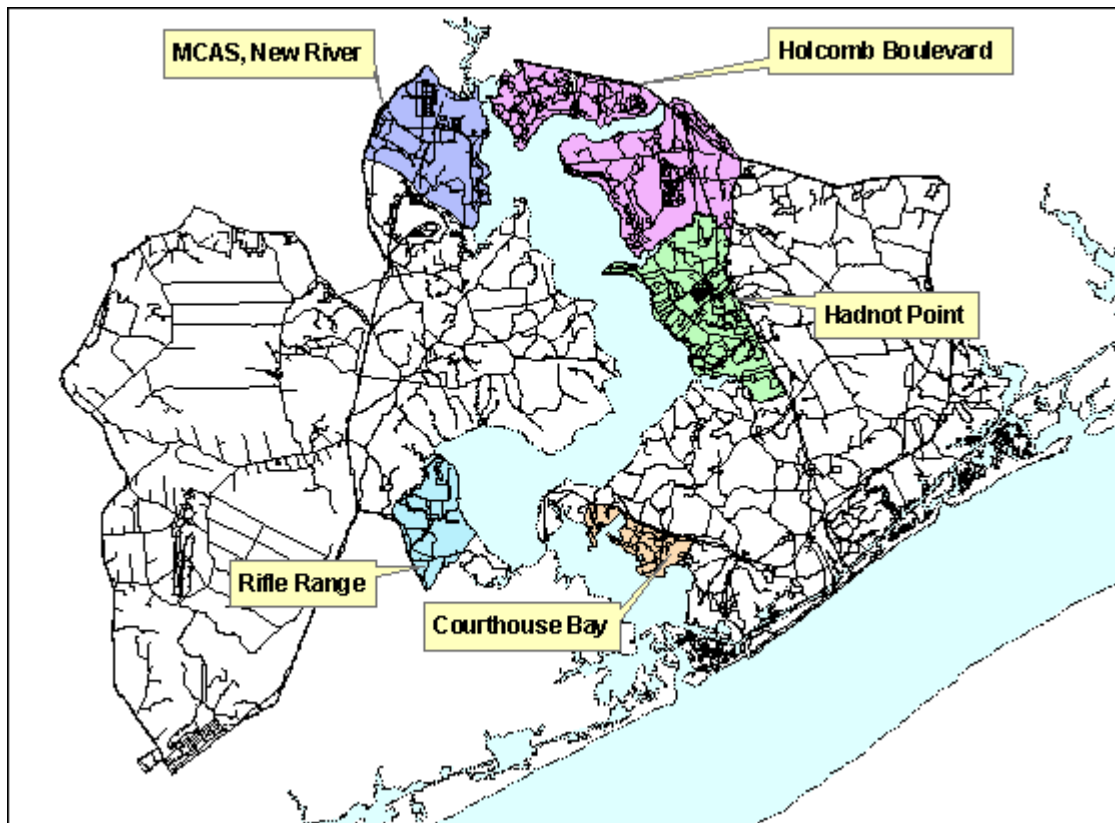 MCAS, New River
Holcomb Boulevard
Hadnot Point
Rifle Range
Courthouse Bay